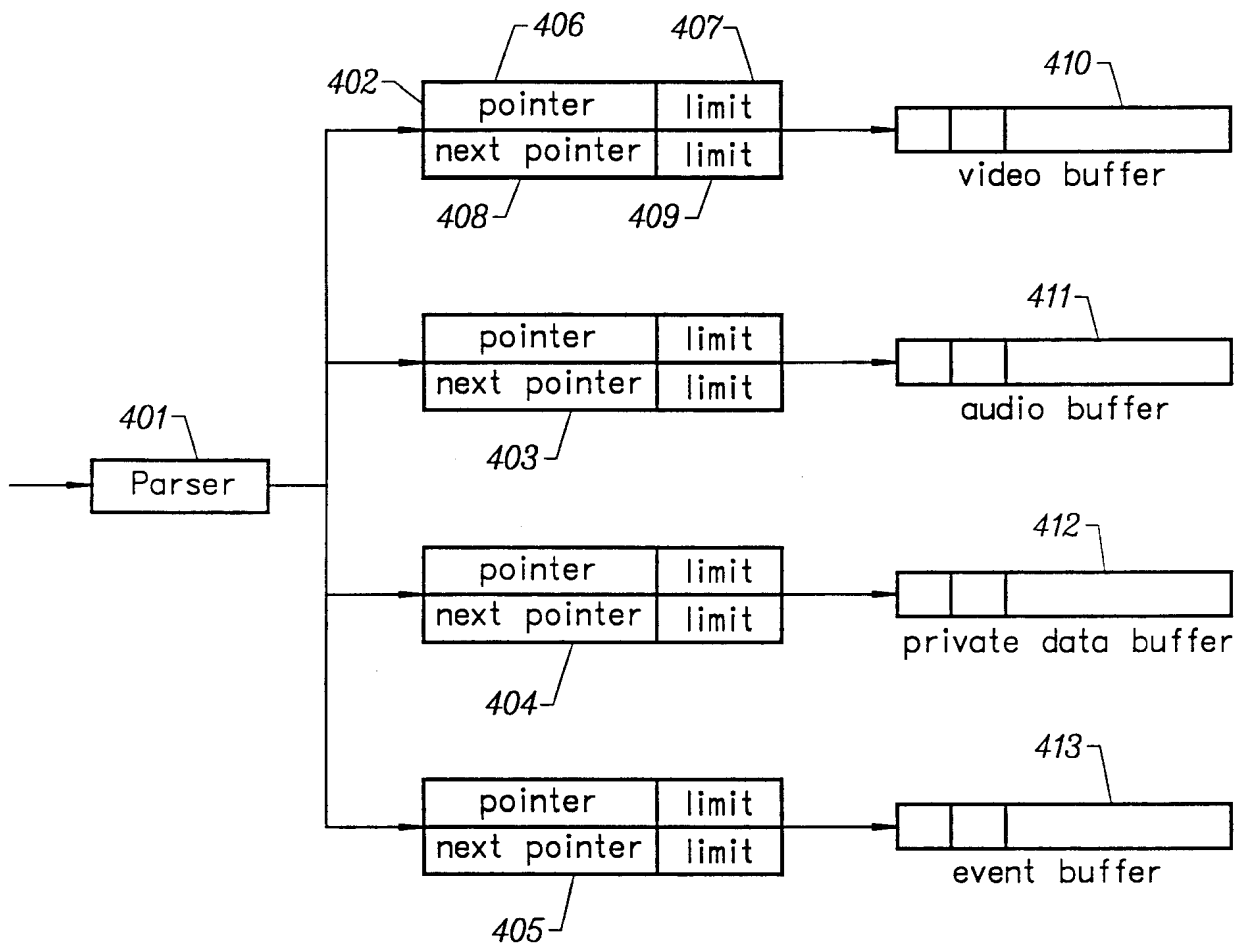 406
407
402
pointer limit
next pointer limit
408
409
410
video buffer
pointer limit
next pointer limit
403
411
audio buffer
401
Parser
pointer limit
next pointer limit
404
412
private data buffer
pointer limit
next pointer limit
405
413
event buffer